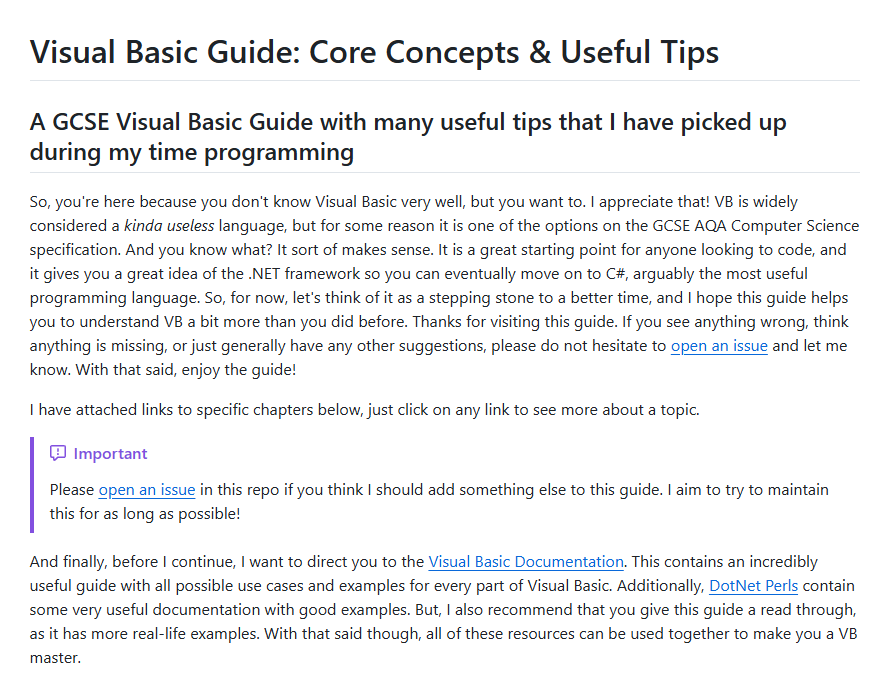 Visual Basic Guide: Core Concepts & Useful Tips
A GCSE Visual Basic Guide with many useful tips that I have picked up
during my time programming
So, you're here because you don't know Visual Basic very well, but you want to. I appreciate that! VB is widely
considered a kinda useless language, but for some reason it is one of the options on the GCSE AQA Computer Science
specification. And you know what? It sort of makes sense. It is a great starting point for anyone looking to code, and
it gives you a great idea of the .NET framework so you can eventually move on to C#, arguably the most useful
programming language. So, for now, let's think of it as a stepping stone to a better time, and I hope this guide helps
you to understand VB a bit more than you did before. Thanks for visiting this guide. If you see anything wrong, think
anything is missing, or just generally have any other suggestions, please do not hesitate to open an issue and let me
know. With that said, enjoy the guide!
I have attached links to specific chapters below, just click on any link to see more about a topic.
Important
Please open an issue in this repo if you think I should add something else to this guide. I aim to try to maintain
this for as long as possible!
And finally, before I continue, I want to direct you to the Visual Basic Documentation. This contains an incredibly
useful guide with all possible use cases and examples for every part of Visual Basic. Additionally, DotNet Perls contain
some very useful documentation with good examples. But, I also recommend that you give this guide a read through,
as it has more real-life examples. With that said though, all of these resources can be used together to make you a VB
master.